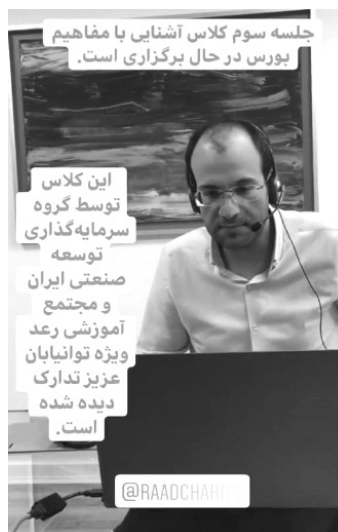 جلسه سوم کلاس آشنایی با مفاهیم
بورس در حال برگزاری است.
این کلاس
توسط گروه
سرمایه‌گذاری
توسعه
صنعتی ایران
و مجتمع
آموزشی رعد
ویژه توانیابان
عزیز تدارک
دیده شده
است.